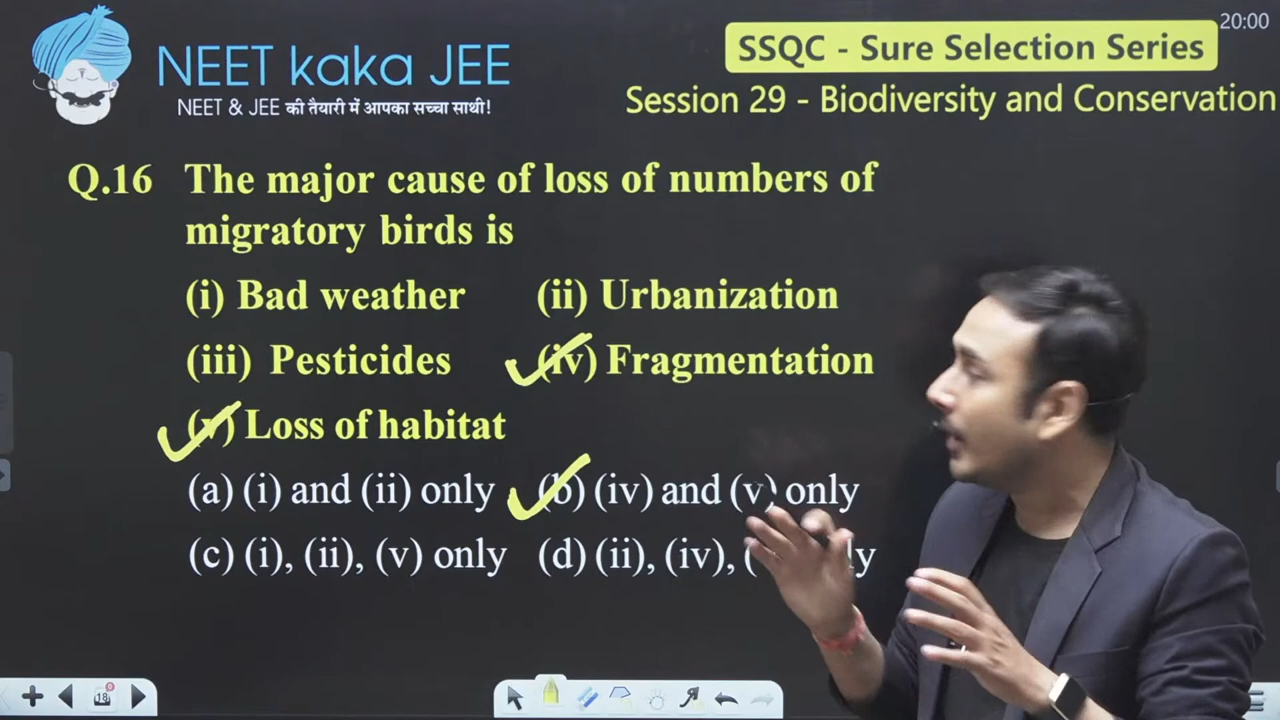 20:00
NEET kaka JEE
NEET & JEE की तैयारी में आपका सच्चा साथी!
SSQC - Sure Selection Series
Session 29 - Biodiversity and Conservation
Q.16 The major cause of loss of numbers of
migratory birds is
(i) Bad weather (ii) Urbanization
(iii) Pesticides (iv) Fragmentation
(v) Loss of habitat
(a) (i) and (ii) only (b) (iv) and (v) only
(c) (i), (ii), (v) only (d) (ii), (iv),
18